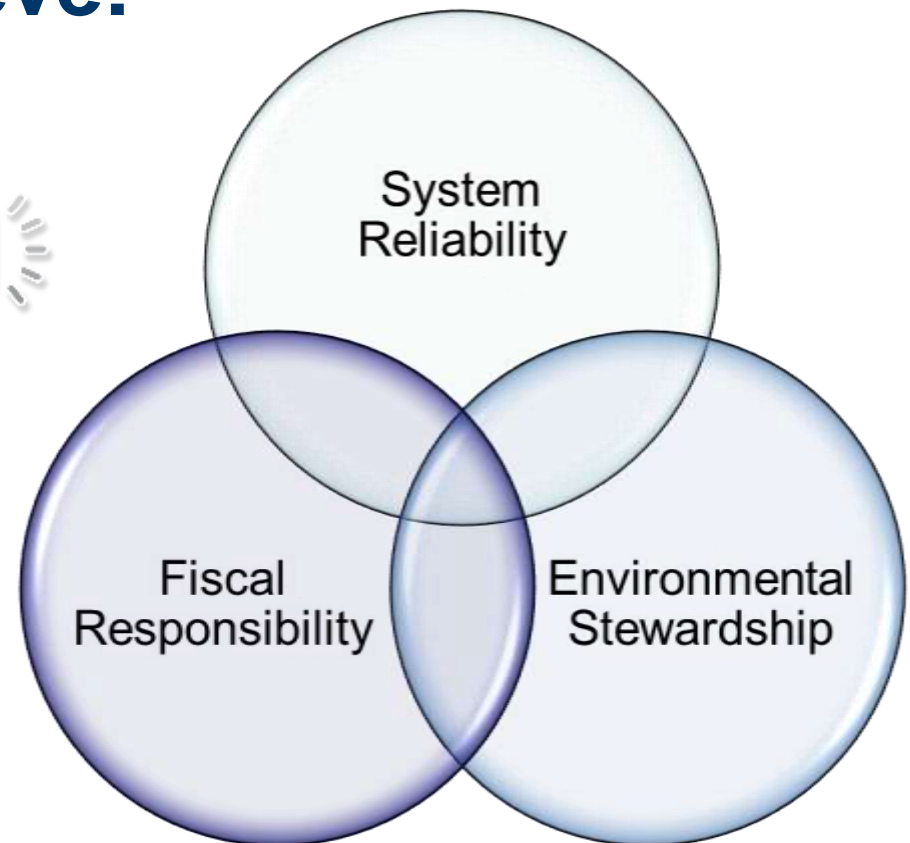 System
Reliability
Fiscal
Responsibility
Environmental
Stewardship